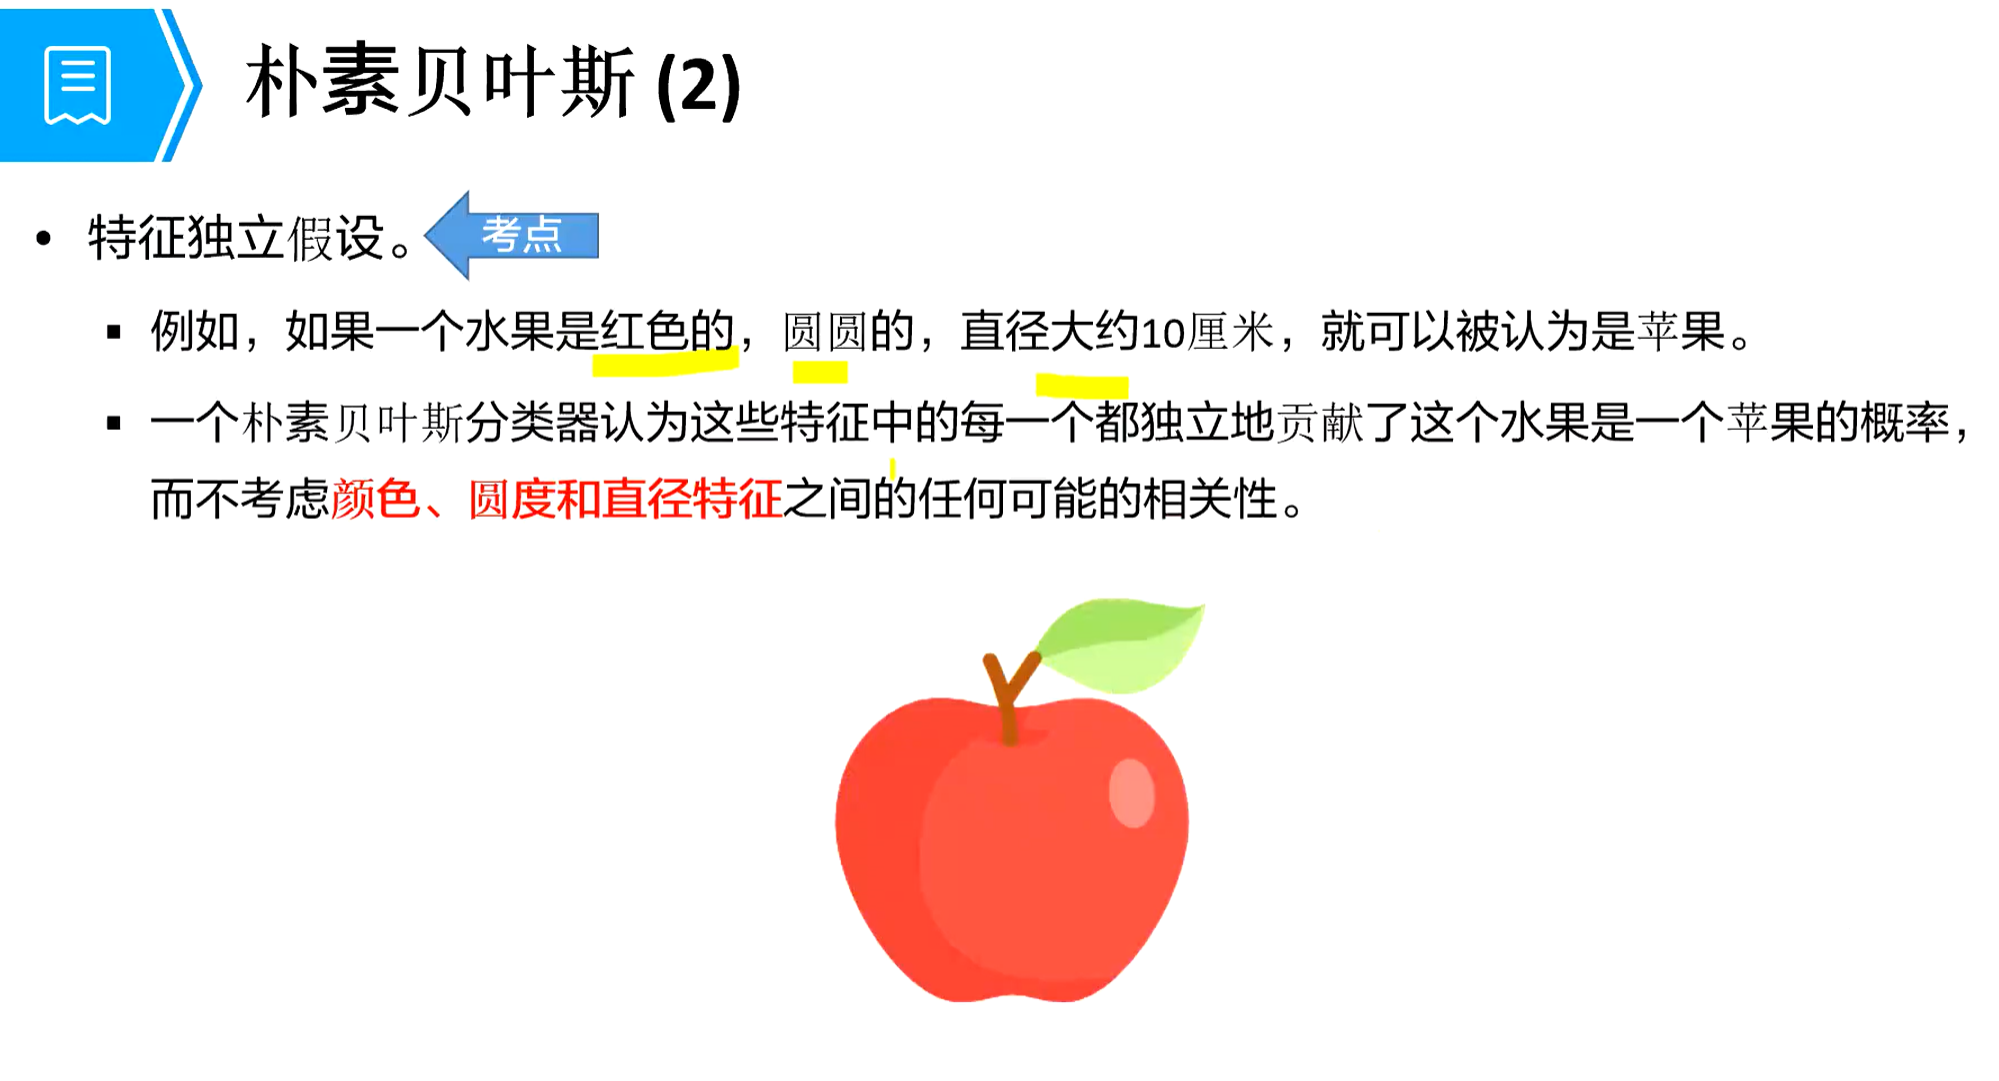 朴素贝叶斯 (2)
• 特征独立假设。
考点
▪ 例如，如果一个水果是红色的，圆圆的，直径大约10厘米，就可以被认为是苹果。
▪ 一个朴素贝叶斯分类器认为这些特征中的每一个都独立地贡献了这个水果是一个苹果的概率，
而不考虑颜色、圆度和直径特征之间的任何可能的相关性。